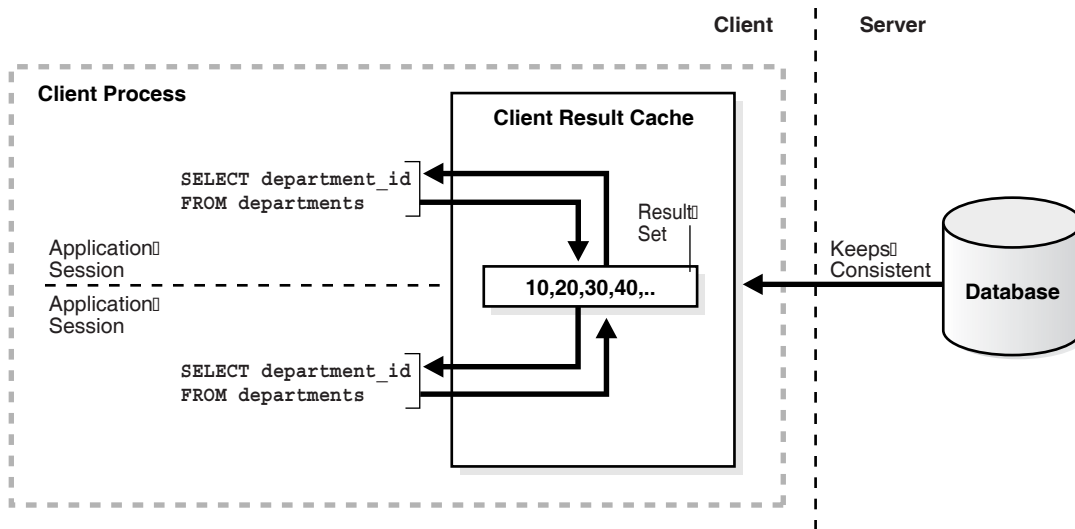 Client
Server
Client Process
Client Result Cache
SELECT department_id
FROM departments
Result
Set
Application
Session
Keeps
Consistent
10,20,30,40,..
Database
Application
Session
SELECT department_id
FROM departments